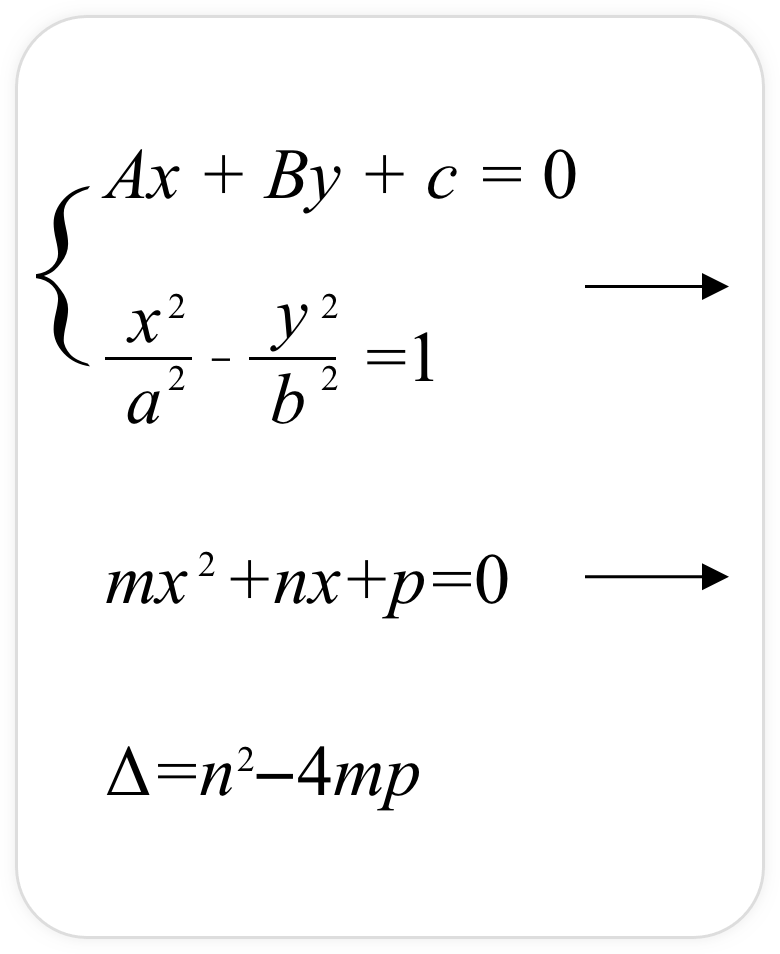 Ax + By + c = 0
x²/a² - y²/b² =1
mx² +nx+p=0
Δ=n²–4mp